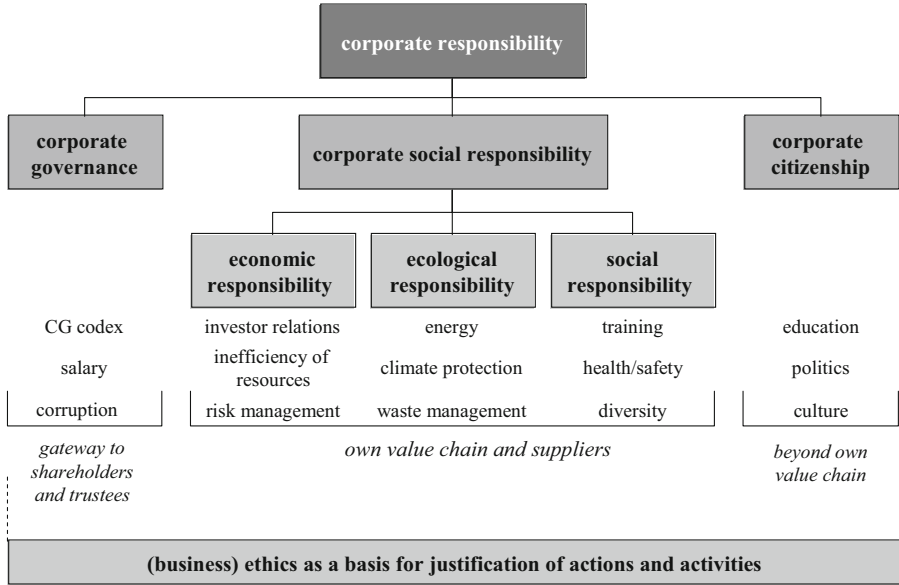 corporate responsibility
corporate
governance
corporate social responsibility
corporate
citizenship
economic
responsibility
ecological
responsibility
social
responsibility
CG codex
investor relations
energy
training
education
salary
inefficiency of
resources
climate protection
health/safety
politics
corruption
risk management
waste management
diversity
culture
gateway to
shareholders
and trustees
own value chain and suppliers
beyond own
value chain
(business) ethics as a basis for justification of actions and activities